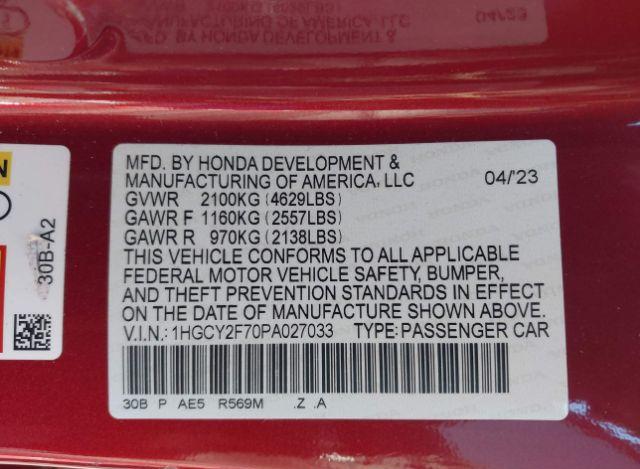 MFD. BY HONDA DEVELOPMENT &
MANUFACTURING OF AMERICA, LLC 04/'23
GVWR 2100KG (4629LBS)
GAWR F 1160KG (2557LBS)
GAWR R 970KG (2138LBS)
THIS VEHICLE CONFORMS TO ALL APPLICABLE
FEDERAL MOTOR VEHICLE SAFETY, BUMPER,
AND THEFT PREVENTION STANDARDS IN EFFECT
ON THE DATE OF MANUFACTURE SHOWN ABOVE.
V.I.N.: 1HGCY2F70PA027033 TYPE: PASSENGER CAR
30B P AE5 R569M .Z .A
30B-A2